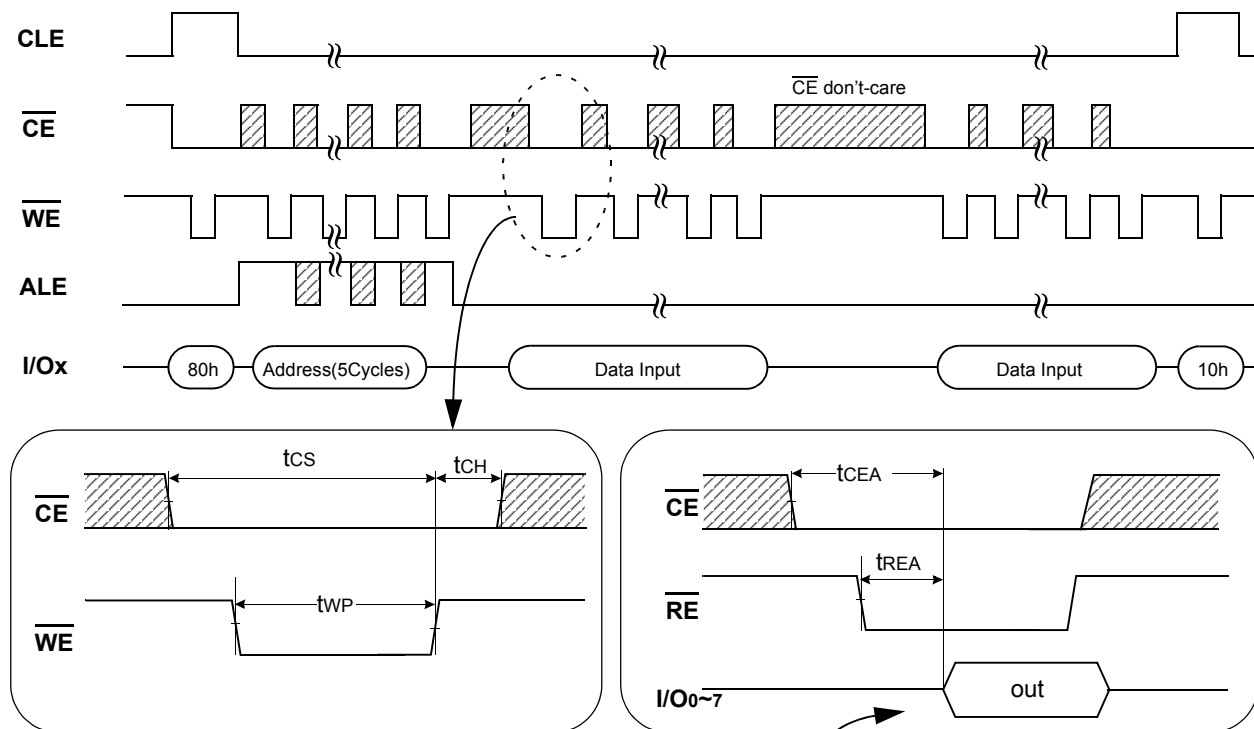 CLE
CE don't-care
CE
WE
ALE
I/Ox
80h
Address(5Cycles)
Data Input
Data Input
10h
tCS
tCH
CE
tWP
WE
tCEA
CE
tREA
RE
I/O0~7
out